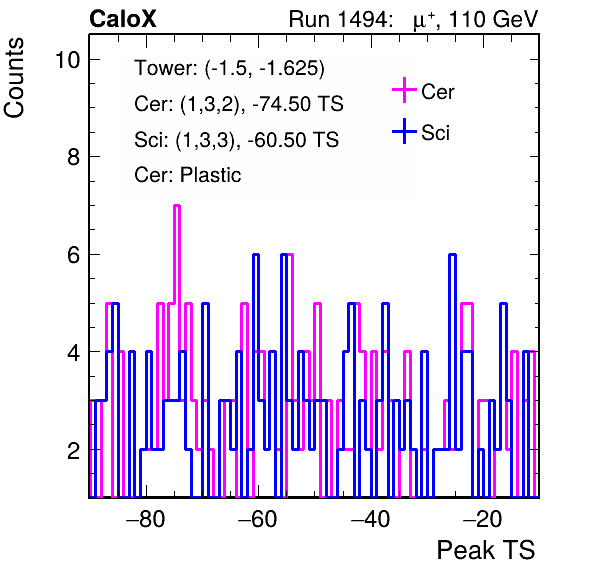 CaloX Run 1494: μ⁺, 110 GeV
Counts
Tower: (-1.5, -1.625)
Cer: (1,3,2), -74.50 TS
Sci: (1,3,3), -60.50 TS
Cer: Plastic
Cer
Sci
10
8
6
4
2
−80 −60 −40 −20
Peak TS